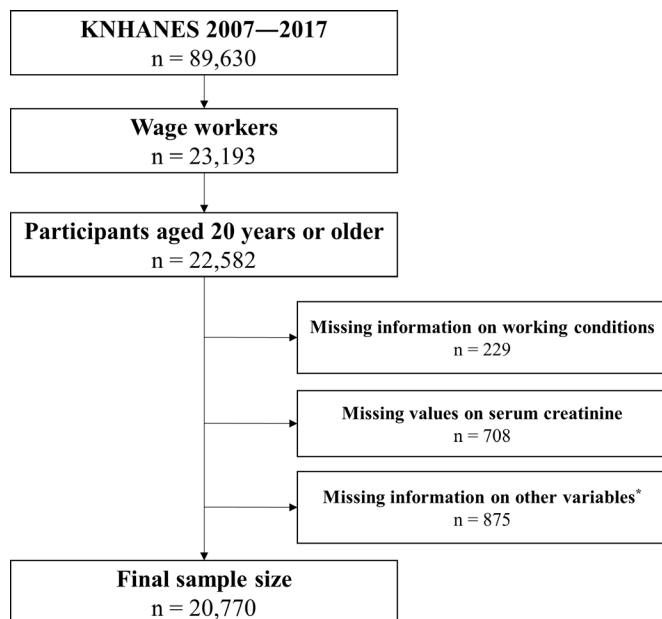 KNHANES 2007—2017
n = 89,630
Wage workers
n = 23,193
Participants aged 20 years or older
n = 22,582
Missing information on working conditions
n = 229
Missing values on serum creatinine
n = 708
Missing information on other variables*
n = 875
Final sample size
n = 20,770